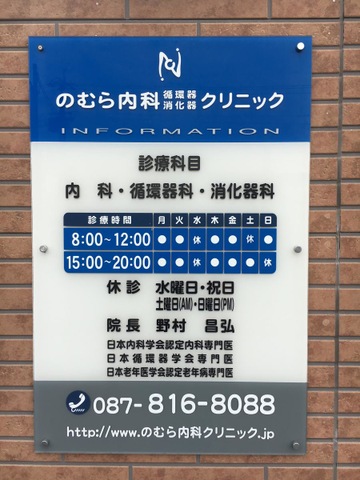 のむら内科 循環器 消化器 クリニック
INFORMATION
診療科目
内 科・循環器科・消化器科
診療時間 月 火 水 木 金 土 日
8:00~12:00 ● ● 休 ● ● 休 ●
15:00~20:00 ● ● 休 ● ● ● 休
休診 水曜日・祝日
土曜日(AM)・日曜日(PM)
院長 野村 昌弘
日本内科学会認定内科専門医
日本循環器学会専門医
日本老年医学会認定老年病専門医
087-816-8088
http://www.のむら内科クリニック.jp